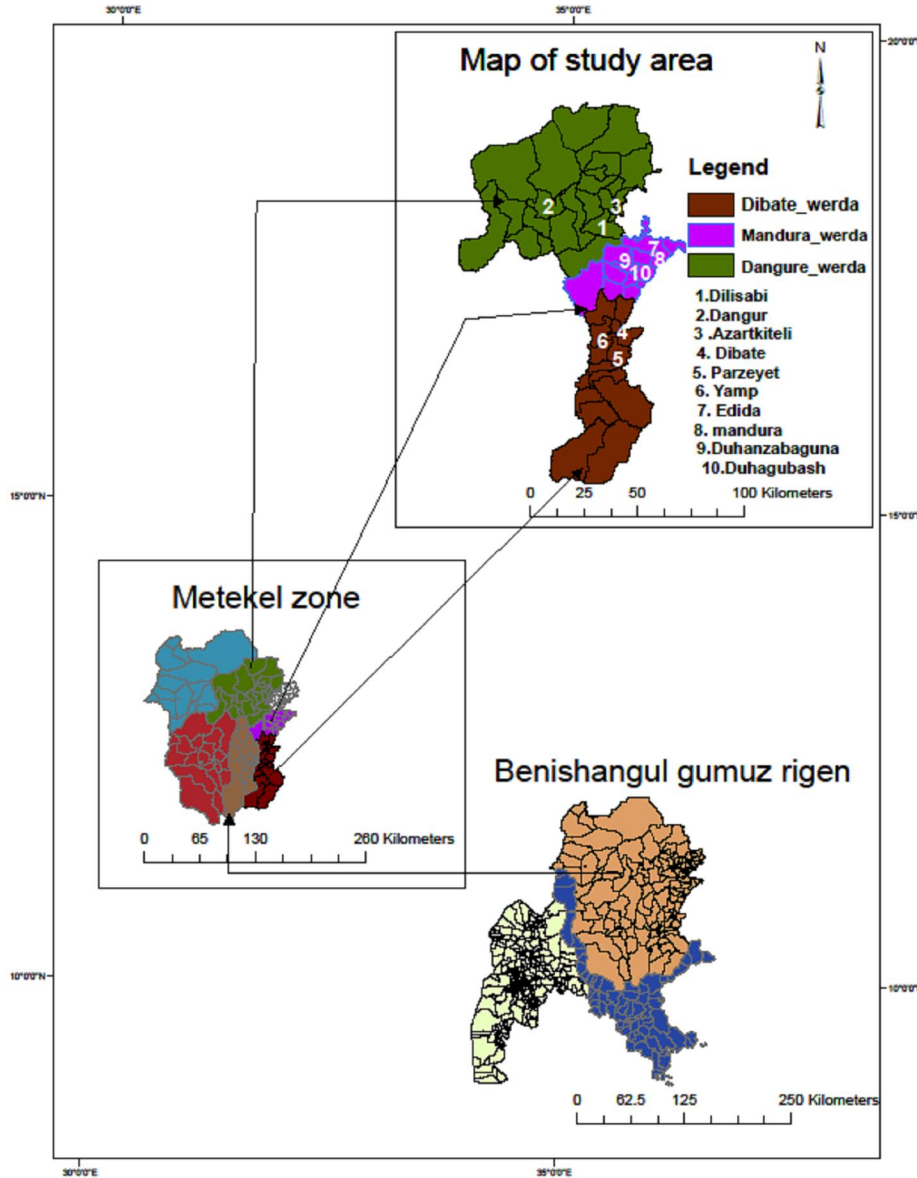 30°0'0"E 35°0'0"E
20°0'0"N
Map of study area
N
Legend
Dibate_werda
Mandura_werda
Dangure_werda
1.Dilisabi
2.Dangur
3 .Azartkiteli
4. Dibate
5. Parzeyet
6. Yamp
7. Edida
8. mandura
9.Duhanzabaguna
10.Duhagubash
2
3
1
7
9
8
10
4
6
5
0 25 50 100 Kilometers
15°0'0"N
15°0'0"N
Metekel zone
0 65 130 260 Kilometers
Benishangul gumuz rigen
10°0'0"N
10°0'0"N
0 62.5 125 250 Kilometers
30°0'0"E 35°0'0"E